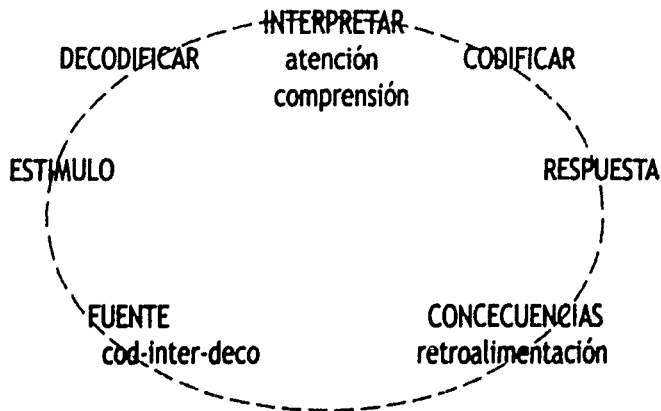 INTERPRETAR
DECODIFICAR
atención
CODIFICAR
comprensión
ESTIMULO
RESPUESTA
FUENTE
CONCECUENCIAS
cod-inter-deco
retroalimentación